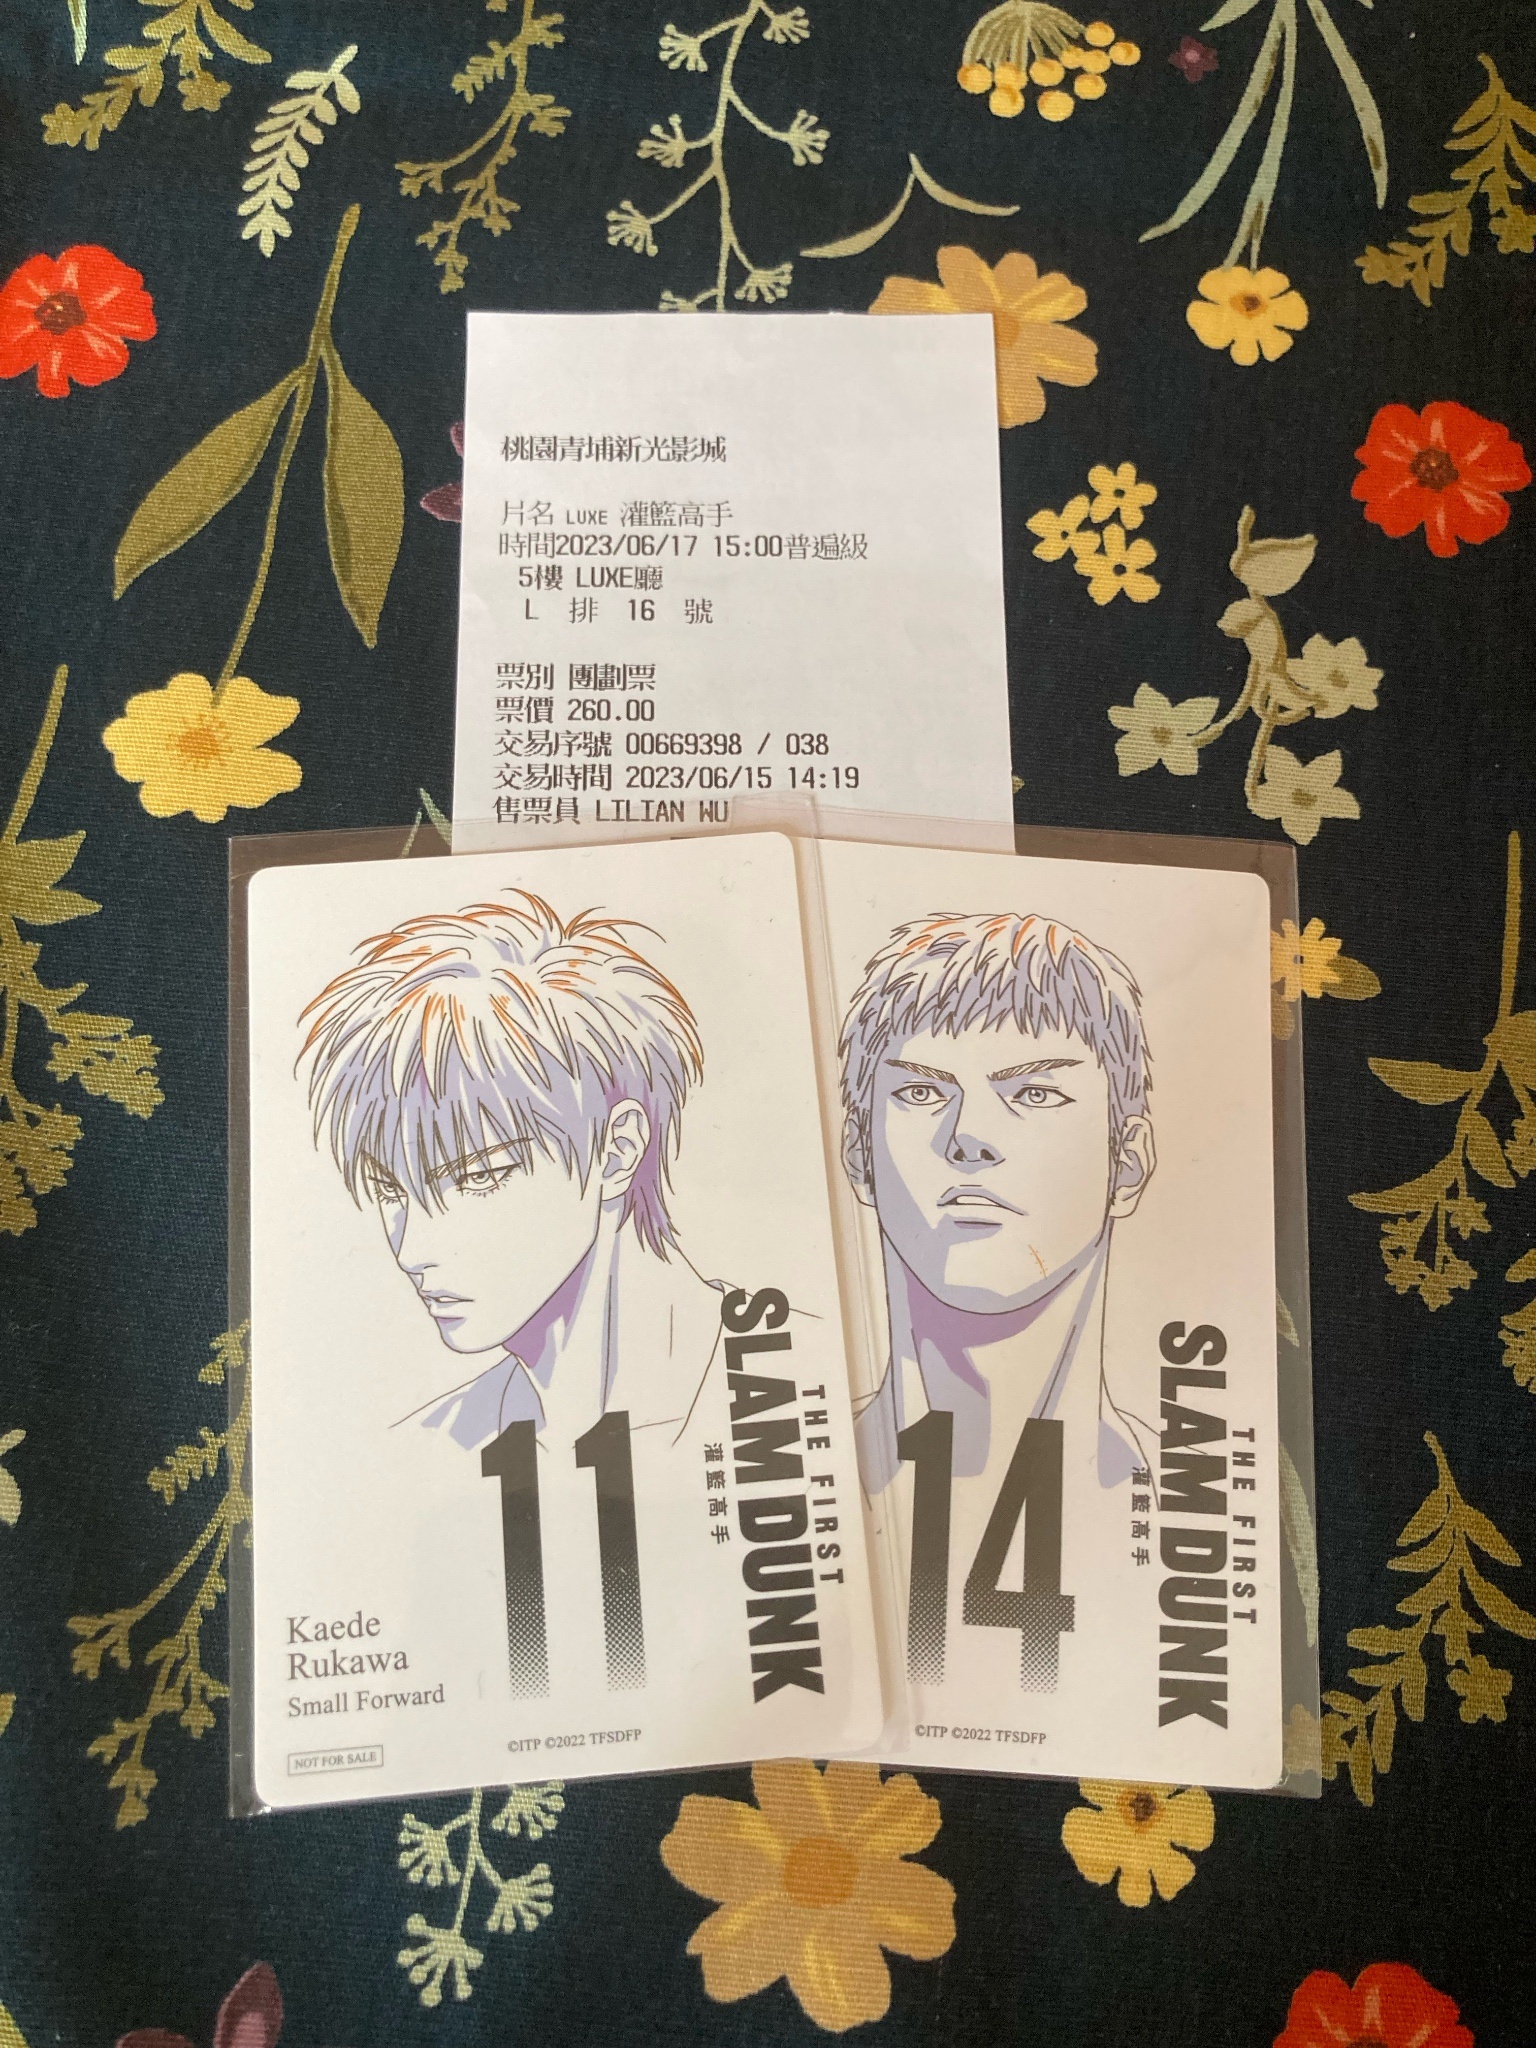 桃園青埔新光影城
片名 LUXE 灌籃高手
時間2023/06/17 15:00普遍級
5樓 LUXE廳
L 排 16 號
票別 團劃票
票價 260.00
交易序號 00669398 / 038
交易時間 2023/06/15 14:19
售票員 LILIAN WU
11
THE FIRST
SLAM DUNK
灌籃高手
Kaede
Rukawa
Small Forward
NOT FOR SALE
©ITP ©2022 TFSDFP
14
THE FIRST
SLAM DUNK
灌籃高手
©ITP ©2022 TFSDFP